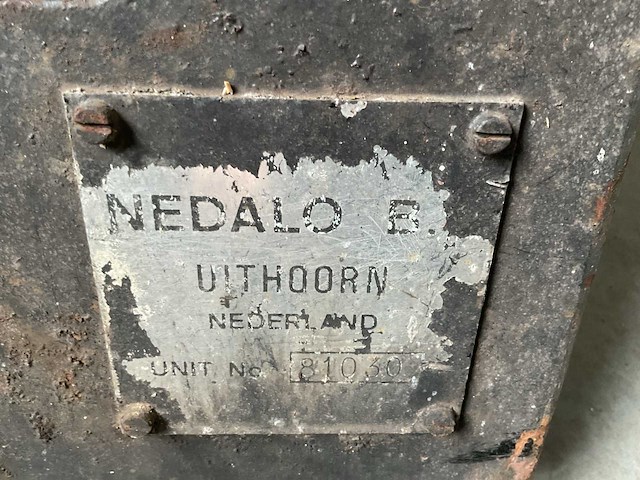 NEDALO B.
UITHOORN
NEDERLAND
UNIT No 81030